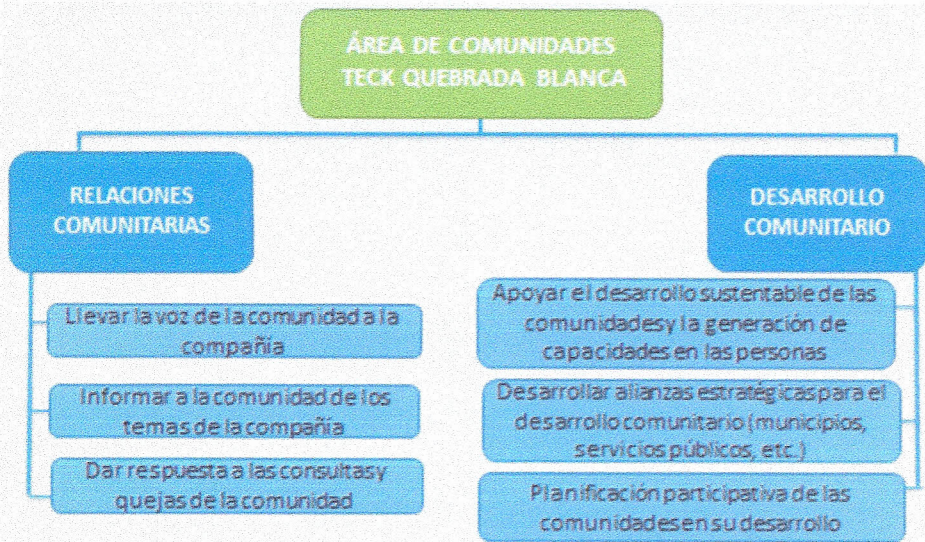 ÁREA DE COMUNIDADES
TECK QUEBRADA BLANCA
RELACIONES
COMUNITARIAS
Llevar la voz de la comunidad a la
compañía
Informar a la comunidad de los
temas de la compañía
Dar respuesta a las consultas y
quejas de la comunidad
DESARROLLO
COMUNITARIO
Apoyar el desarrollo sustentable de las
comunidades y la generación de
capacidades en las personas
Desarrollar alianzas estratégicas para el
desarrollo comunitario (municipios,
servicios públicos, etc.)
Planificación participativa de las
comunidades en su desarrollo